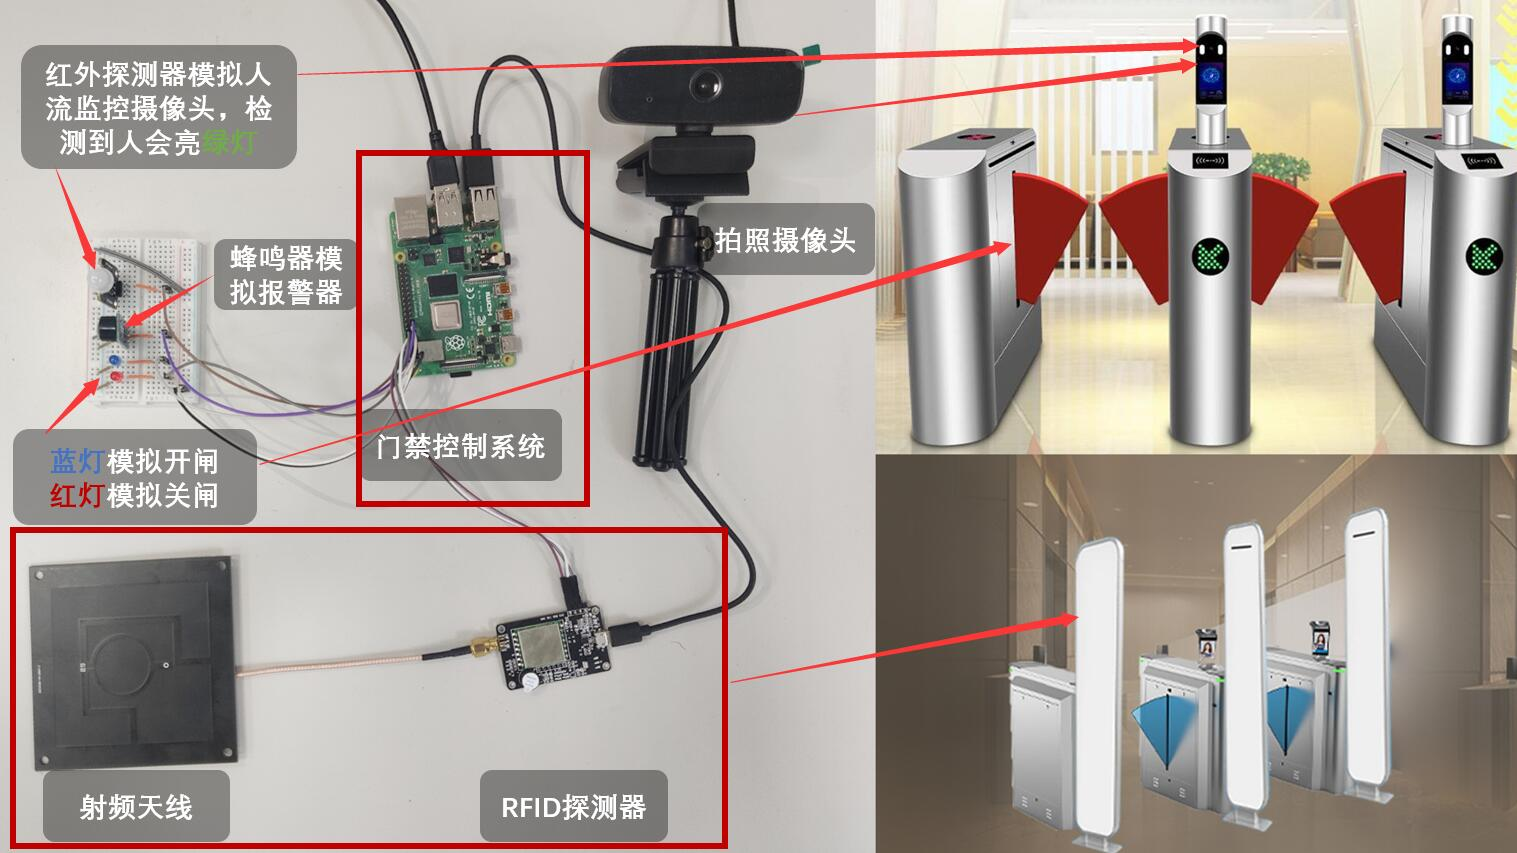 红外探测器模拟人
流监控摄像头，检
测到人会亮绿灯
蜂鸣器模
拟报警器
拍照摄像头
门禁控制系统
蓝灯模拟开闸
红灯模拟关闸
射频天线
RFID探测器